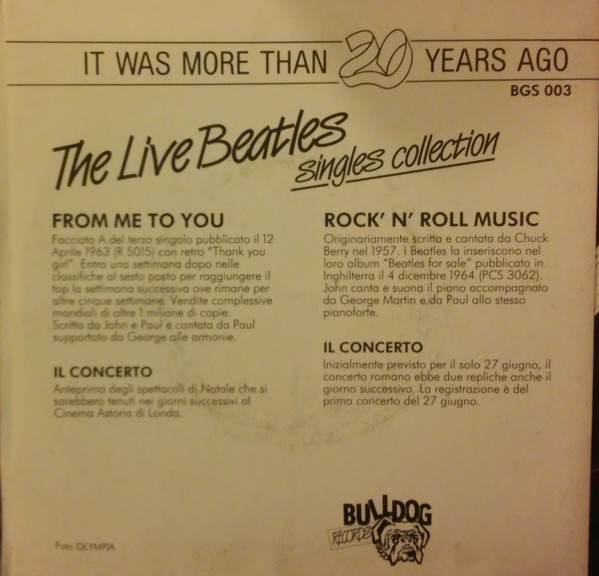 IT WAS MORE THAN 20 YEARS AGO
BGS 003
The Live Beatles
singles collection
FROM ME TO YOU
Facciata A del terzo singolo pubblicato il 12
Aprile 1963 (R 5015) con retro "Thank you
girl". Entra una settimana dopo nelle
classifiche al sesto posto per raggiungere il
top la settimana successiva ove rimane per
altre cinque settimane. Vendite complessive
mondiali di oltre 1 milione di copie.
Scritta da John e Paul e cantata da Paul
supportato da George alle armonie.
IL CONCERTO
Anteprima degli spettacoli di Natale che si
sarebbero tenuti nei giorni successivi al
Cinema Astoria di Londa.
ROCK' N' ROLL MUSIC
Originariamente scritta e cantata da Chuck
Berry nel 1957. I Beatles la inseriscono nel
loro album "Beatles for sale" pubblicato in
Inghilterra il 4 dicembre 1964 (PCS 3062).
John canta e suona il piano accompagnato
da George Martin e da Paul allo stesso
pianoforte.
IL CONCERTO
Inizialmente previsto per il solo 27 giugno, il
concerto romano ebbe due repliche anche il
giorno successivo. La registrazione è del
primo concerto del 27 giugno.
Foto OLYMPIA
BULLDOG
RECORDS